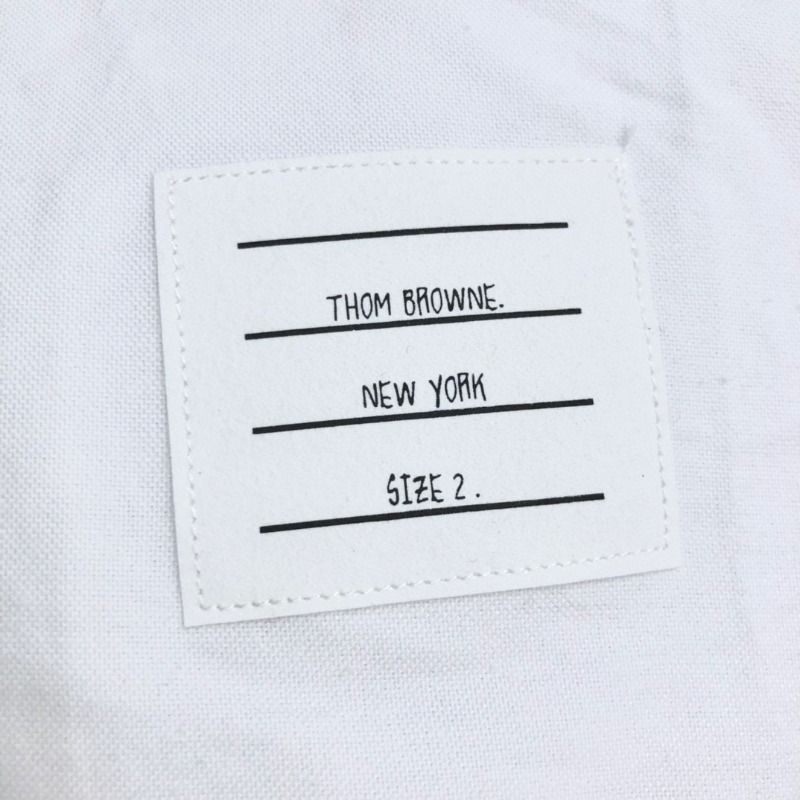 THOM BROWNE.
NEW YORK
SIZE 2.